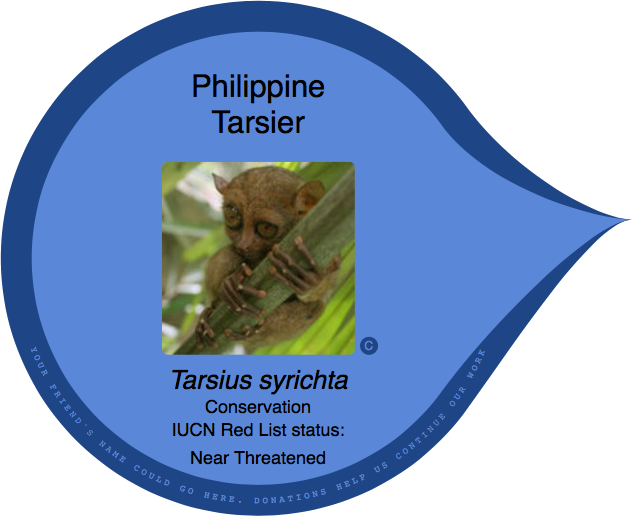 Philippine
Tarsier
C
Tarsius syrichta
Conservation
IUCN Red List status:
Near Threatened
YOUR FRIEND'S NAME COULD GO HERE. DONATIONS HELP US CONTINUE OUR WORK